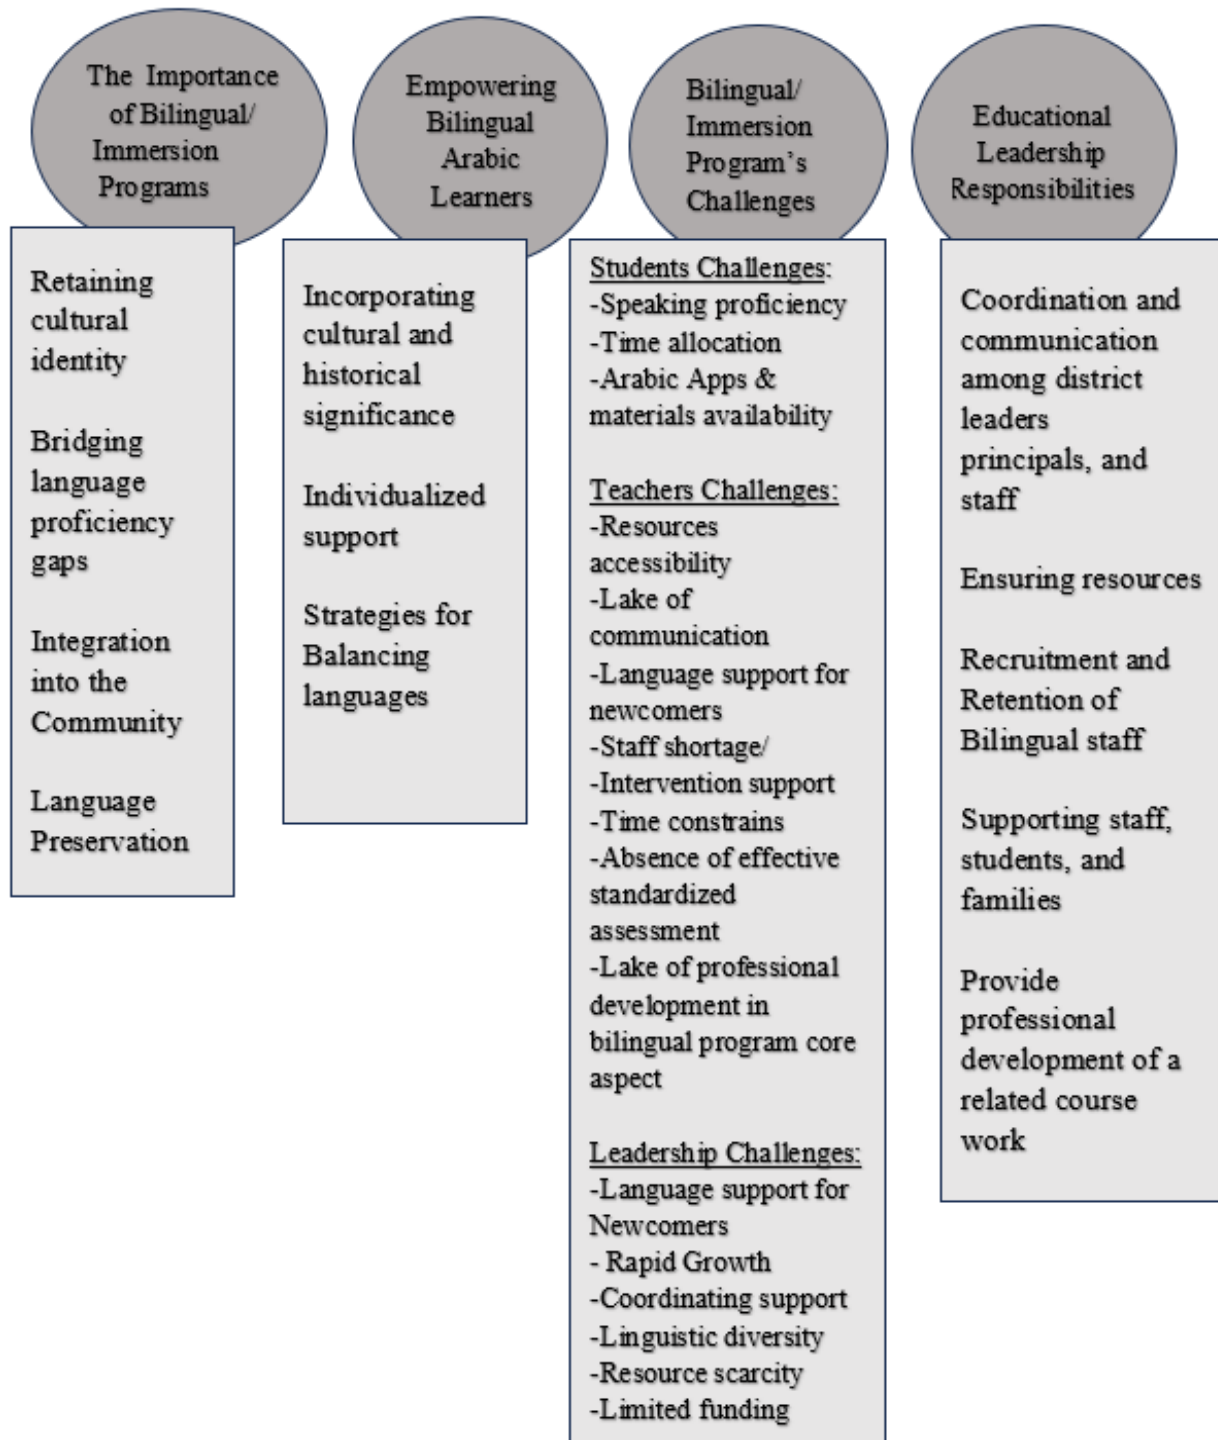 The Importance
of Bilingual/
Immersion
Programs
Retaining
cultural
identity
Bridging
language
proficiency
gaps
Integration
into the
Community
Language
Preservation
Empowering
Bilingual
Arabic
Learners
Incorporating
cultural and
historical
significance
Individualized
support
Strategies for
Balancing
languages
Bilingual/
Immersion
Program's
Challenges
Students Challenges:
-Speaking proficiency
-Time allocation
-Arabic Apps &
materials availability
Teachers Challenges:
-Resources
accessibility
-Lake of
communication
-Language support for
newcomers
-Staff shortage/
-Intervention support
-Time constrains
-Absence of effective
standardized
assessment
-Lake of professional
development in
bilingual program core
aspect
Leadership Challenges:
-Language support for
Newcomers
- Rapid Growth
-Coordinating support
-Linguistic diversity
-Resource scarcity
-Limited funding
Educational
Leadership
Responsibilities
Coordination and
communication
among district
leaders
principals, and
staff
Ensuring resources
Recruitment and
Retention of
Bilingual staff
Supporting staff,
students, and
families
Provide
professional
development of a
related course
work